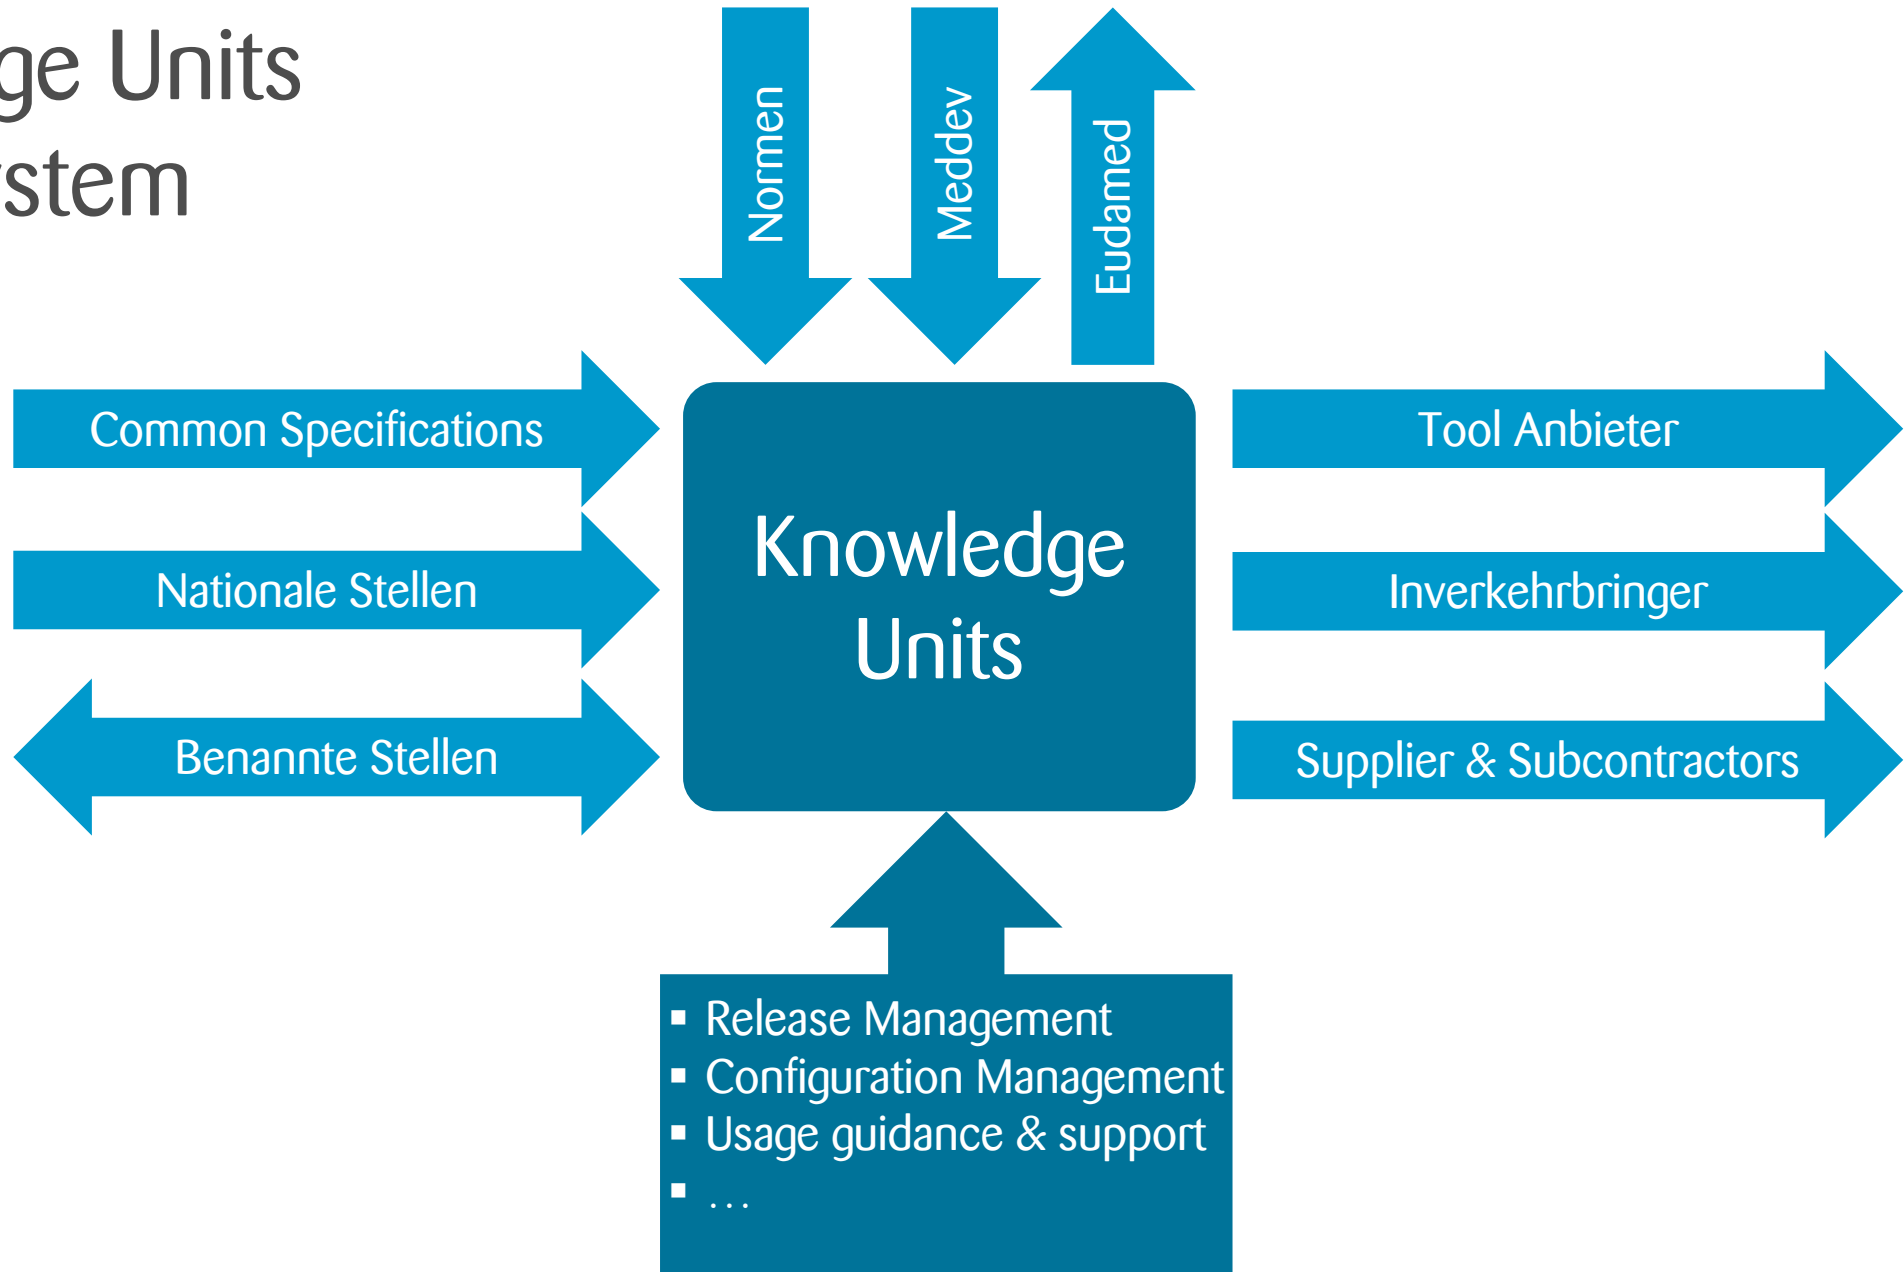 ge Units
stem
Normen
Meddev
Eudamed
Common Specifications
Nationale Stellen
Benannte Stellen
Knowledge
Units
Tool Anbieter
Inverkehrbringer
Supplier & Subcontractors
▪ Release Management
▪ Configuration Management
▪ Usage guidance & support
▪ ...